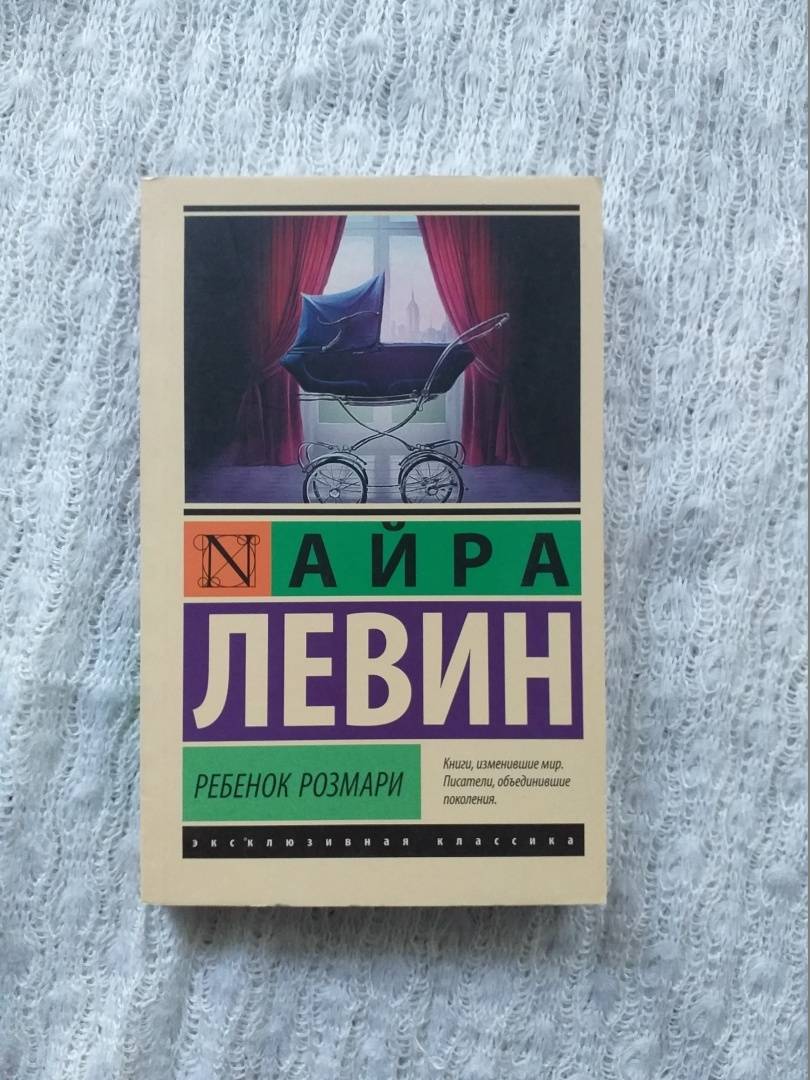 N АЙРА
ЛЕВИН
РЕБЕНОК РОЗМАРИ
Книги, изменившие мир.
Писатели, объединившие
поколения.
эксклюзивная классика